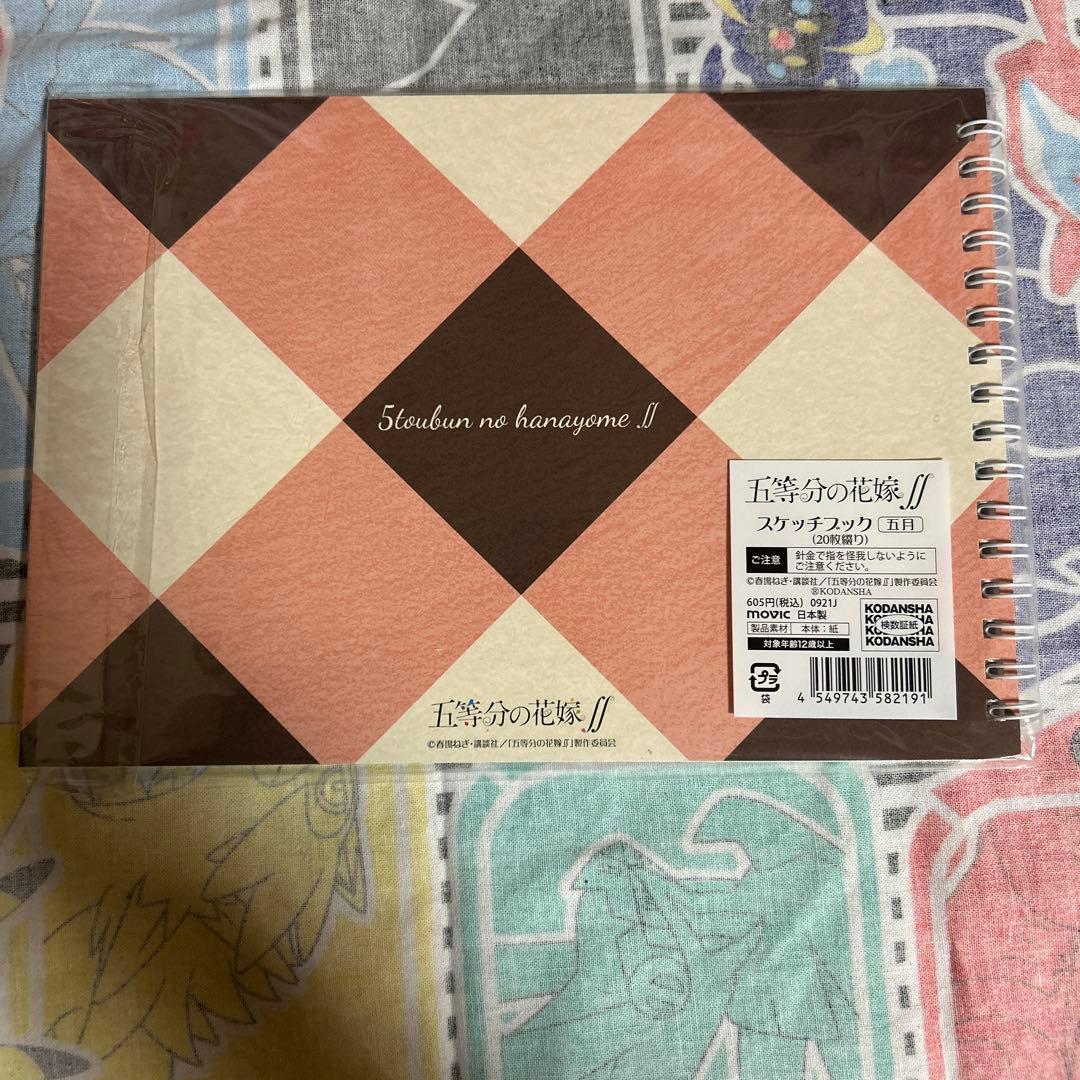 5toubun no hanayome ∬
五等分の花嫁∬
スケッチブック 五月
(20枚綴り)
ご注意 針金で指を怪我しないように
ご注意ください。
©春場ねぎ・講談社／「五等分の花嫁∬」製作委員会
ⓇKODANSHA
605円(税込) 0921J
movic 日本製
製品素材 本体：紙
対象年齢12歳以上
KODANSHA
検数証紙
KODANSHA
プラ
袋
4 549743 582191
五等分の花嫁∬
©春場ねぎ・講談社／「五等分の花嫁∬」製作委員会